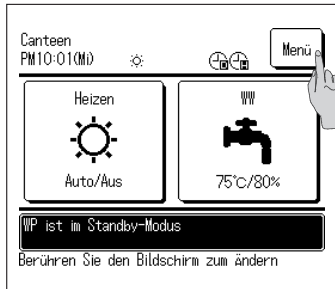 Canteen
PM10:01(Mi)
Menü
Heizen
Auto/Aus
WW
75°C/80%
WP ist im Standby-Modus
Berühren Sie den Bildschirm zum ändern